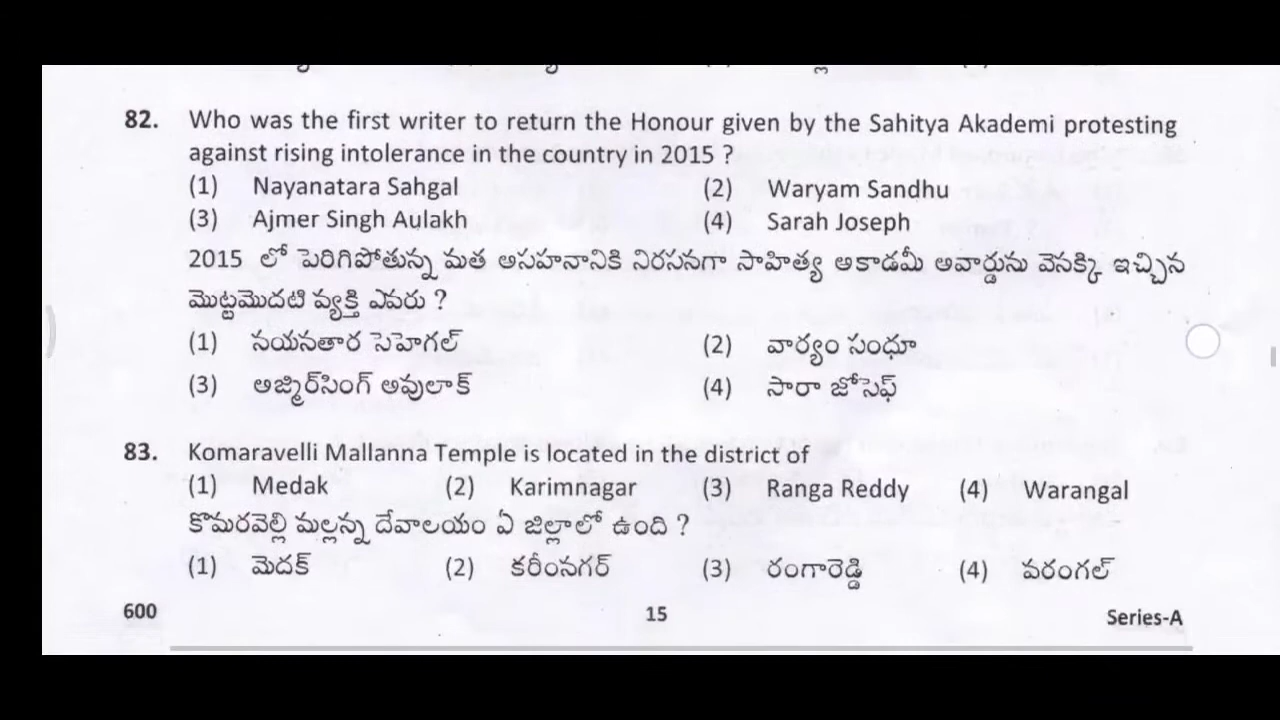 82. Who was the first writer to return the Honour given by the Sahitya Akademi protesting
against rising intolerance in the country in 2015 ?
(1) Nayanatara Sahgal (2) Waryam Sandhu
(3) Ajmer Singh Aulakh (4) Sarah Joseph
2015 లో పెరిగిపోతున్న మత అసహనానికి నిరసనగా సాహిత్య అకాడమీ అవార్డును వెనక్కి ఇచ్చిన
మొట్టమొదటి వ్యక్తి ఎవరు ?
(1) నయనతార సెహెగల్ (2) వార్యం సంధూ
(3) అజ్మీర్‌సింగ్ అవులాక్ (4) సారా జోసెఫ్
83. Komaravelli Mallanna Temple is located in the district of
(1) Medak (2) Karimnagar (3) Ranga Reddy (4) Warangal
కొమరవెల్లి మల్లన్న దేవాలయం ఏ జిల్లాలో ఉంది ?
(1) మెదక్ (2) కరీంనగర్ (3) రంగారెడ్డి (4) వరంగల్
600 15 Series-A